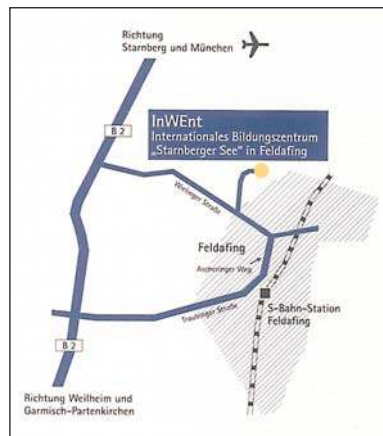 Richtung
Starnberg und München
B 2
InWEnt
Internationales Bildungszentrum
„Starnberger See“ in Feldafing
Wielinger Straße
Feldafing
Ascheringer Weg
S-Bahn-Station
Feldafing
Traubinger Straße
B 2
Richtung Weilheim und
Garmisch-Partenkirchen